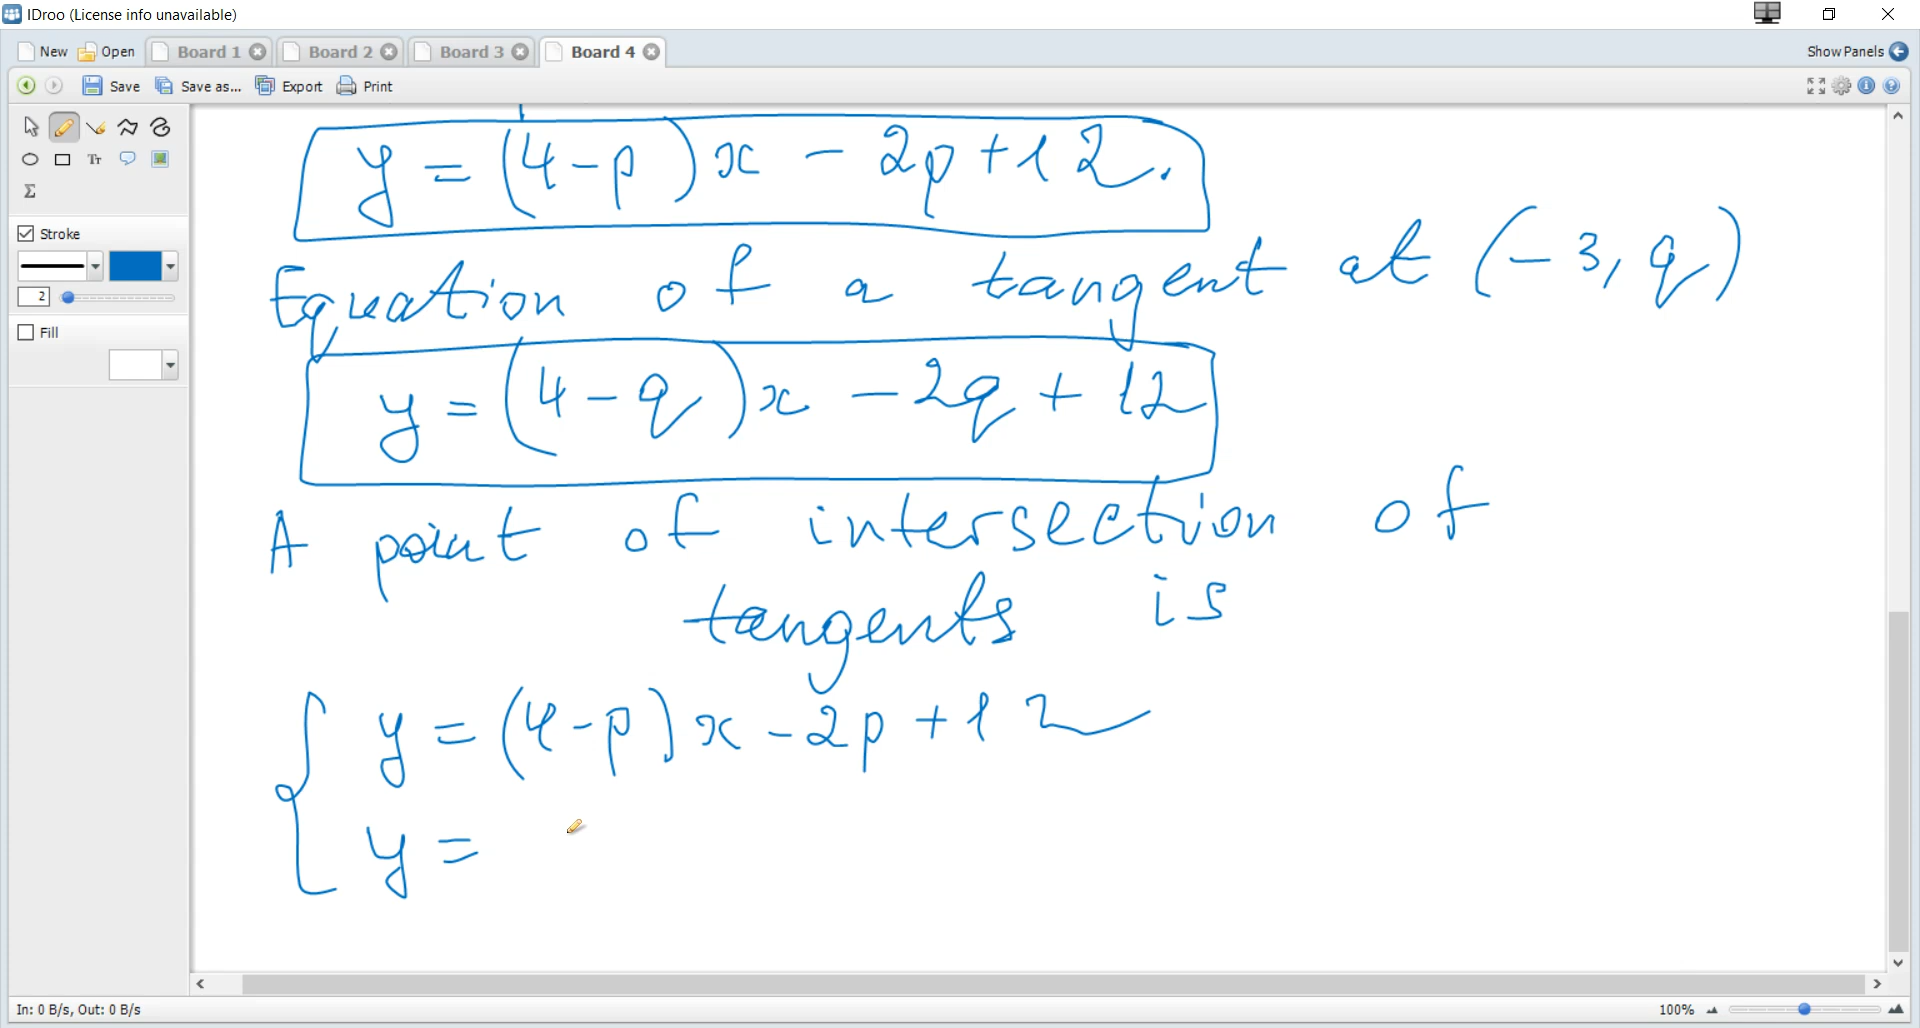 IDroo (License info unavailable)
New Open Board 1 Board 2 Board 3 Board 4 Show Panels
Save Save as... Export Print
Tr
Σ
Stroke
2
Fill
y = (4-p)x - 2p+12.
Equation of a tangent at (-3, q)
y = (4-q)x - 2q + 12
A point of intersection of
tangents is
y = (4-p)x - 2p + 12
y =
In: 0 B/s, Out: 0 B/s 100%